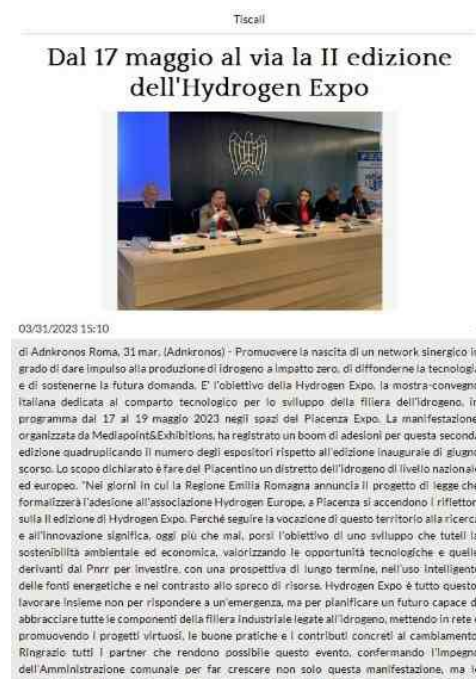 Tiscali
Dal 17 maggio al via la II edizione
dell'Hydrogen Expo
03/31/2023 15:10
di Adnkronos Roma, 31 mar. (Adnkronos) - Promuovere la nascita di un network sinergico in
grado di dare impulso alla produzione di idrogeno a impatto zero, di diffonderne la tecnologia
e di sostenerne la futura domanda. E' l'obiettivo della Hydrogen Expo, la mostra-convegno
italiana dedicata al comparto tecnologico per lo sviluppo della filiera dell'idrogeno, in
programma dal 17 al 19 maggio 2023 negli spazi del Piacenza Expo. La manifestazione,
organizzata da Mediapoint&Exhibitions, ha registrato un boom di adesioni per questa seconda
edizione quadruplicando il numero degli espositori rispetto all'edizione inaugurale di giugno
scorso. Lo scopo dichiarato è fare del Piacentino un distretto dell'idrogeno di livello nazionale
ed europeo. "Nei giorni in cui la Regione Emilia Romagna annuncia il progetto di legge che
formalizzerà l'adesione all'associazione Hydrogen Europe, a Piacenza si accendono i riflettori
sulla II edizione di Hydrogen Expo. Perché seguire la vocazione di questo territorio alla ricerca
e all'innovazione significa, oggi più che mai, porsi l'obiettivo di uno sviluppo che tuteli la
sostenibilità ambientale ed economica, valorizzando le opportunità tecnologiche e quelle
derivanti dal Pnrr per investire, con una prospettiva di lungo termine, nell'uso intelligente
delle fonti energetiche e nel contrasto allo spreco di risorse. Hydrogen Expo è tutto questo:
lavorare insieme non per rispondere a un'emergenza, ma per pianificare un futuro capace di
abbracciare tutte le componenti della filiera industriale legate all'idrogeno, mettendo in rete e
promuovendo i progetti virtuosi, le buone pratiche e i contributi concreti al cambiamento.
Ringrazio tutti i partner che rendono possibile questo evento, confermando l'impegno
dell'Amministrazione comunale per far crescere non solo questa manifestazione, ma le